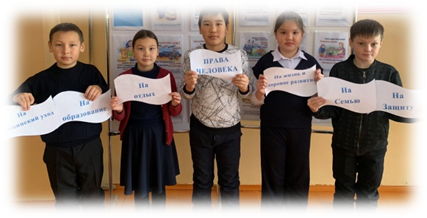 На
образование
На
отдых
ПРАВА
ЧЕЛОВЕКА
На жизнь и
здоровое развитие
На
Семью
На
Защиту